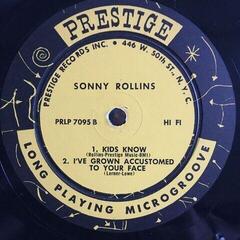 PRESTIGE
PRESTIGE RECORDS INC. • 446 W. 50th ST., N.Y.C.
SONNY ROLLINS
PRLP 7095 B
HI FI
1. KIDS KNOW
(Rollins-Prestige Music-BMI)
2. I'VE GROWN ACCUSTOMED
TO YOUR FACE
(Lerner-Lowe)
LONG PLAYING MICROGROOVE